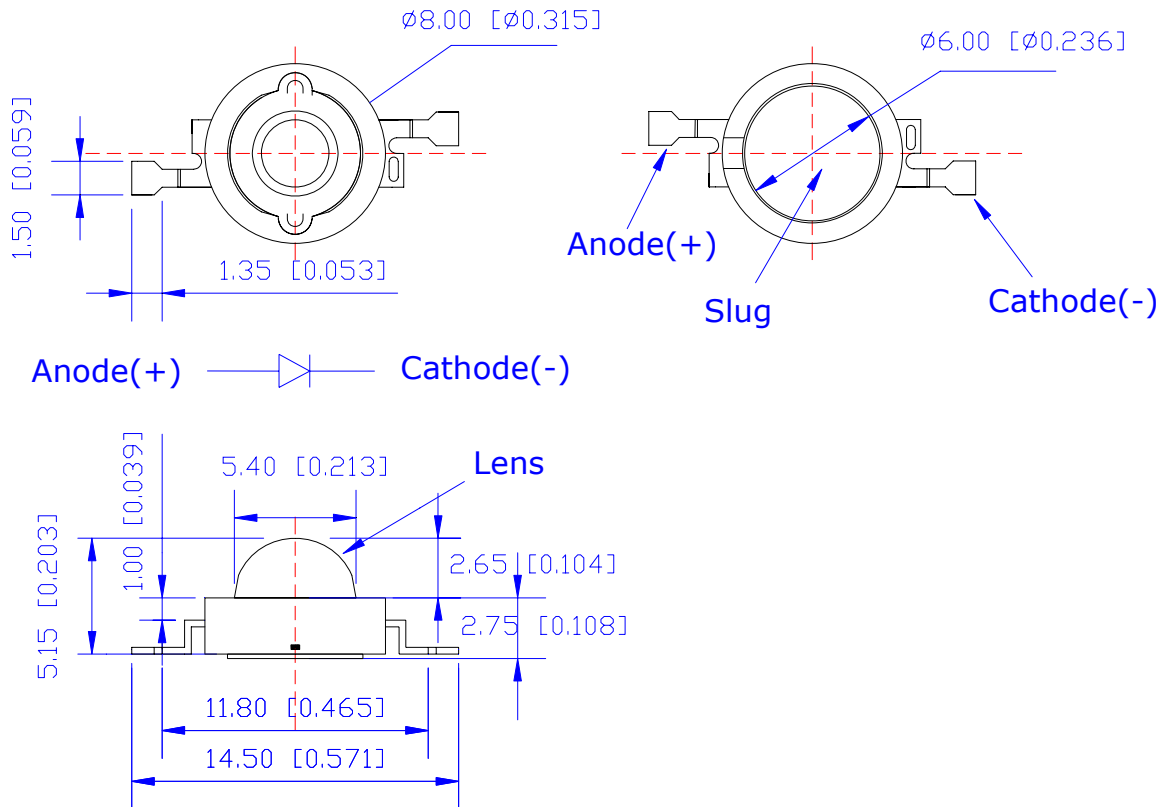 ø8.00 [ø0.315]
ø6.00 [ø0.236]
1.50 [0.059]
1.35 [0.053]
Anode(+)
Slug
Cathode(-)
Anode(+) Cathode(-)
Lens
5.40 [0.213]
1.00 [0.039]
5.15 [0.203]
2.65 [0.104]
2.75 [0.108]
11.80 [0.465]
14.50 [0.571]